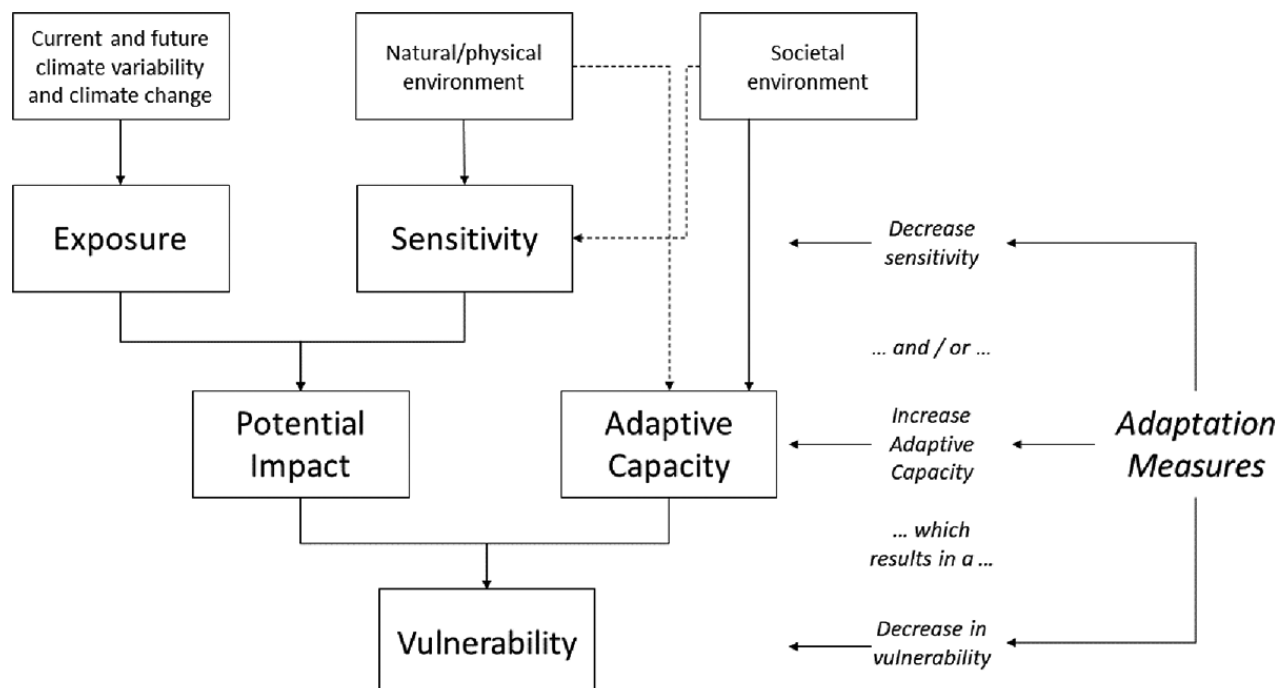 Current and future
climate variability
and climate change
Natural/physical
environment
Societal
environment
Exposure
Sensitivity
Decrease
sensitivity
... and / or ...
Potential
Impact
Adaptive
Capacity
Increase
Adaptive
Capacity
Adaptation
Measures
... which
results in a ...
Vulnerability
Decrease in
vulnerability